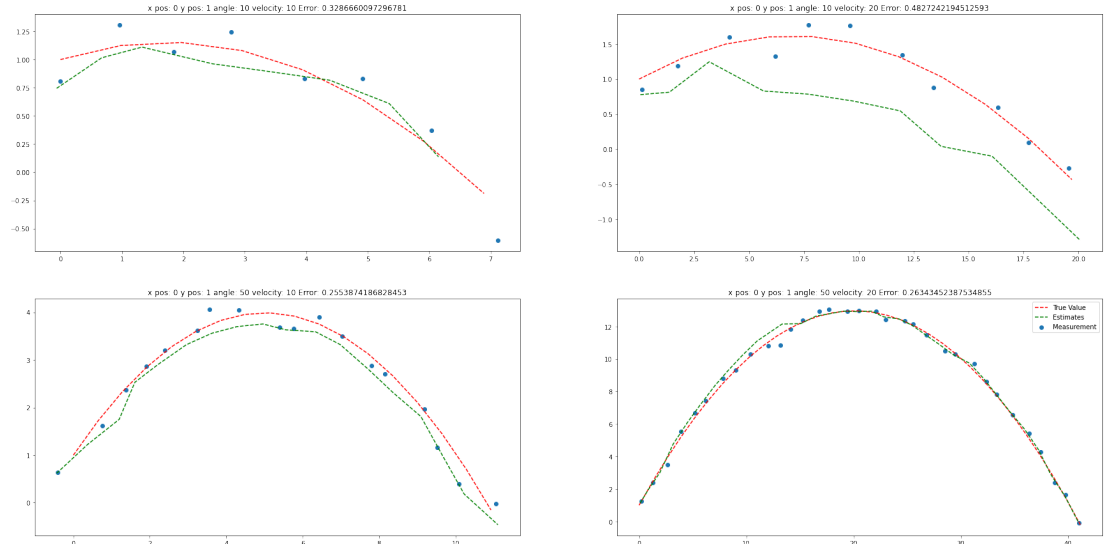 x pos: 0 y pos: 1 angle: 10 velocity: 10 Error: 0.3286660097296781
1.25
1.00
0.75
0.50
0.25
0.00
−0.25
−0.50
0 1 2 3 4 5 6 7
x pos: 0 y pos: 1 angle: 10 velocity: 20 Error: 0.4827242194512593
1.5
1.0
0.5
0.0
−0.5
−1.0
0.0 2.5 5.0 7.5 10.0 12.5 15.0 17.5 20.0
x pos: 0 y pos: 1 angle: 50 velocity: 10 Error: 0.2553874186828453
4
3
2
1
0
0 2 4 6 8 10
x pos: 0 y pos: 1 angle: 50 velocity: 20 Error: 0.26343452387534855
True Value
Estimates
Measurement
12
10
8
6
4
2
0
0 10 20 30 40